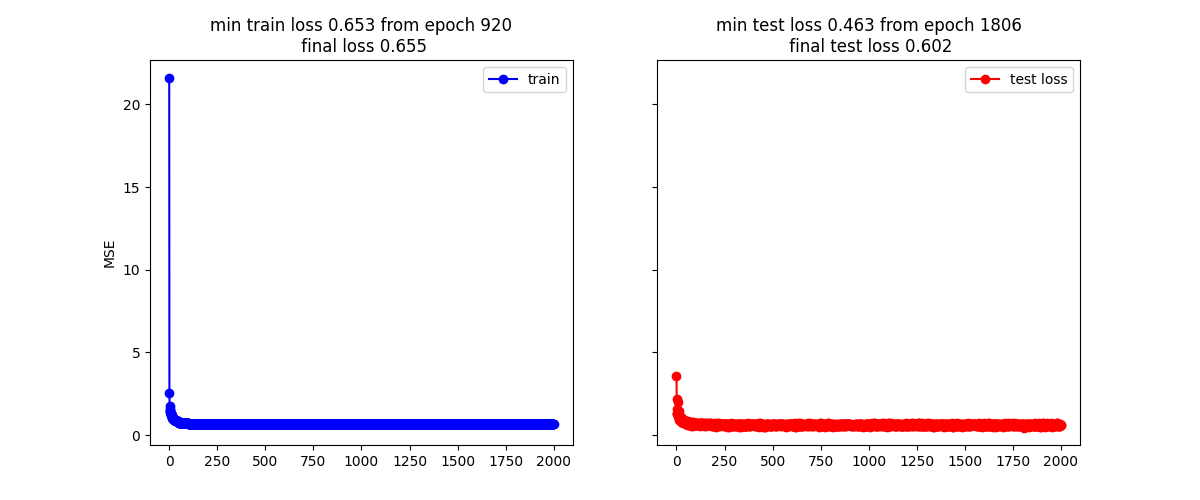 min train loss 0.653 from epoch 920
final loss 0.655
min test loss 0.463 from epoch 1806
final test loss 0.602
train
test loss
MSE
20
15
10
5
0
0 250 500 750 1000 1250 1500 1750 2000
0 250 500 750 1000 1250 1500 1750 2000